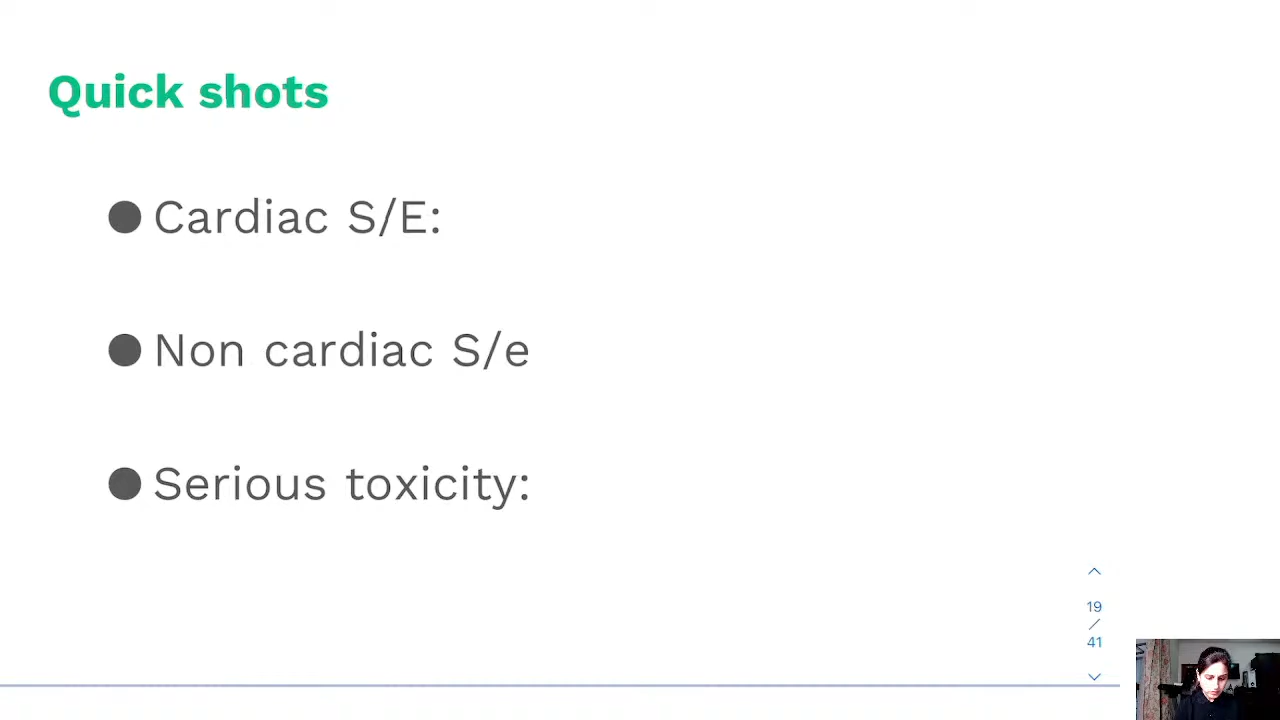 Quick shots
● Cardiac S/E:
● Non cardiac S/e
● Serious toxicity:
19
/
41